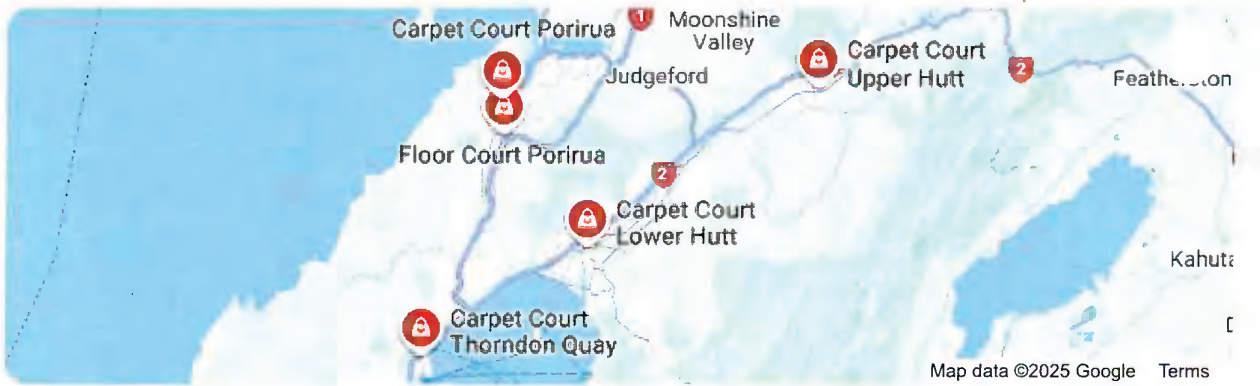 Carpet Court Porirua
1
Moonshine
Valley
Carpet Court
Upper Hutt
2
Judgeford
Floor Court Porirua
2
Carpet Court
Lower Hutt
Carpet Court
Thorndon Quay
Map data ©2025 Google
Terms